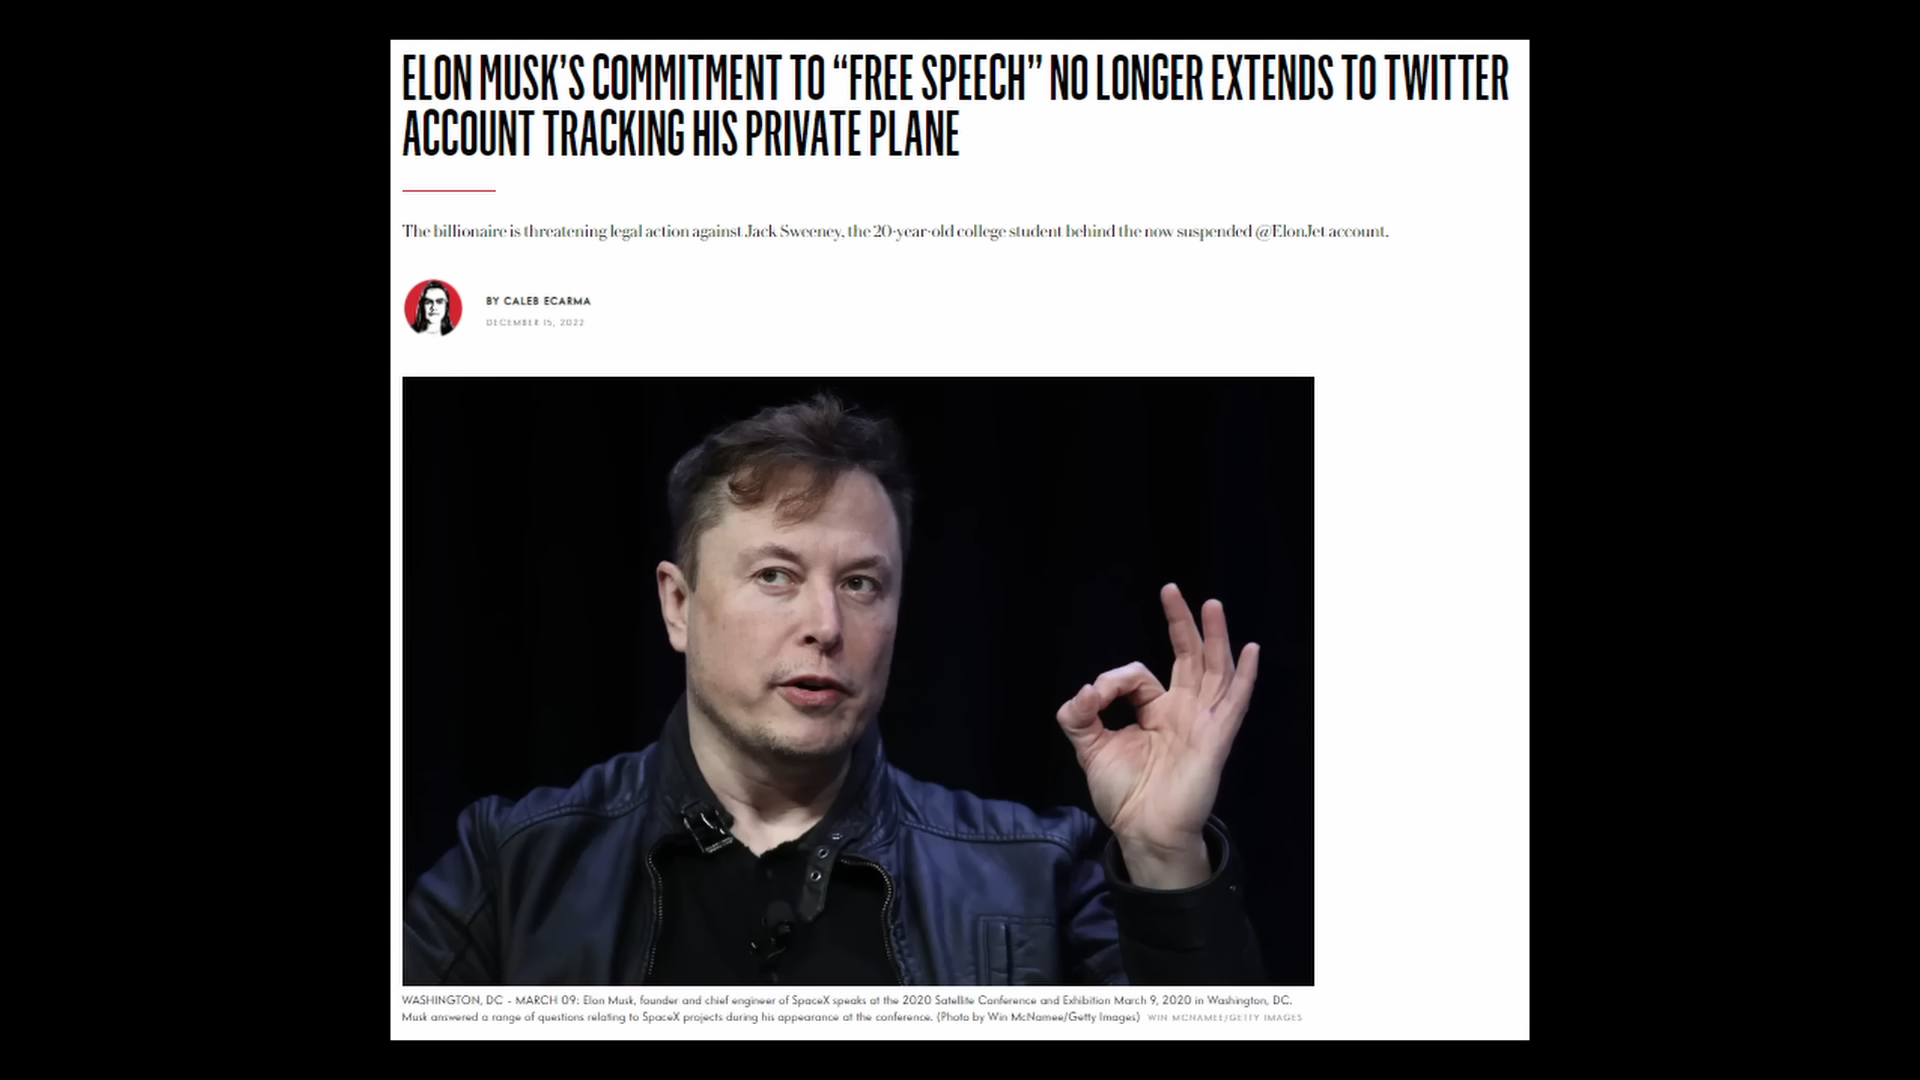 ELON MUSK’S COMMITMENT TO “FREE SPEECH” NO LONGER EXTENDS TO TWITTER
ACCOUNT TRACKING HIS PRIVATE PLANE
The billionaire is threatening legal action against Jack Sweeney, the 20-year-old college student behind the now suspended @ElonJet account.
BY CALEB ECARMA
DECEMBER 15, 2022
WASHINGTON, DC - MARCH 09: Elon Musk, founder and chief engineer of SpaceX speaks at the 2020 Satellite Conference and Exhibition March 9, 2020 in Washington, DC.
Musk answered a range of questions relating to SpaceX projects during his appearance at the conference. (Photo by Win McNamee/Getty Images) WIN MCNAMEE/GETTY IMAGES